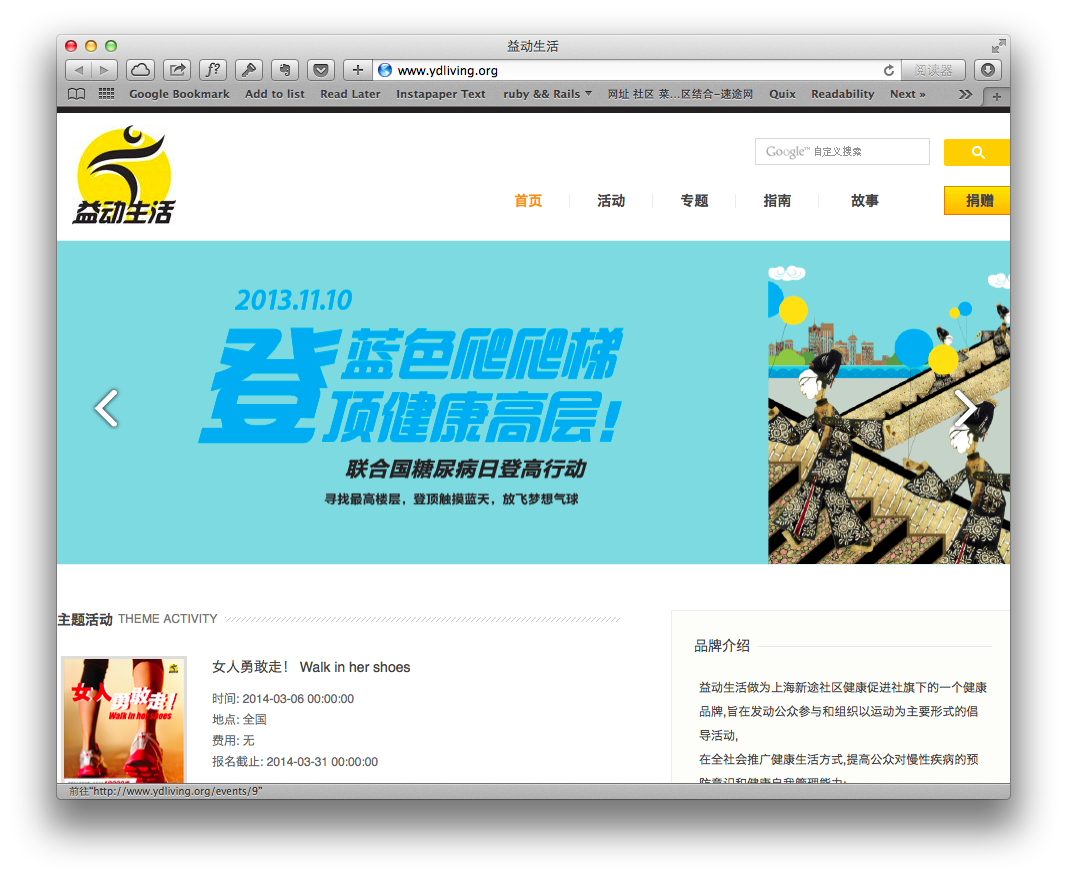 益动生活
f?
www.ydliving.org
阅读器
Google Bookmark
Add to list
Read Later
Instapaper Text
ruby && Rails
网址 社区 菜...区结合-速途网
Quix
Readability
Next »
益动生活
Google™ 自定义搜索
首页
活动
专题
指南
故事
捐赠
2013.11.10
登
蓝色爬爬梯
顶健康高层!
联合国糖尿病日登高行动
寻找最高楼层，登顶触摸蓝天，放飞梦想气球
主题活动 THEME ACTIVITY
女人勇敢走!
Walk in her shoes
女人勇敢走！ Walk in her shoes
时间: 2014-03-06 00:00:00
地点: 全国
费用: 无
报名截止: 2014-03-31 00:00:00
品牌介绍
益动生活做为上海新途社区健康促进社旗下的一个健康
品牌,旨在发动公众参与和组织以运动为主要形式的倡
导活动,
在全社会推广健康生活方式,提高公众对慢性疾病的预
防意识和健康自我管理能力;
前往"http://www.ydliving.org/events/9"